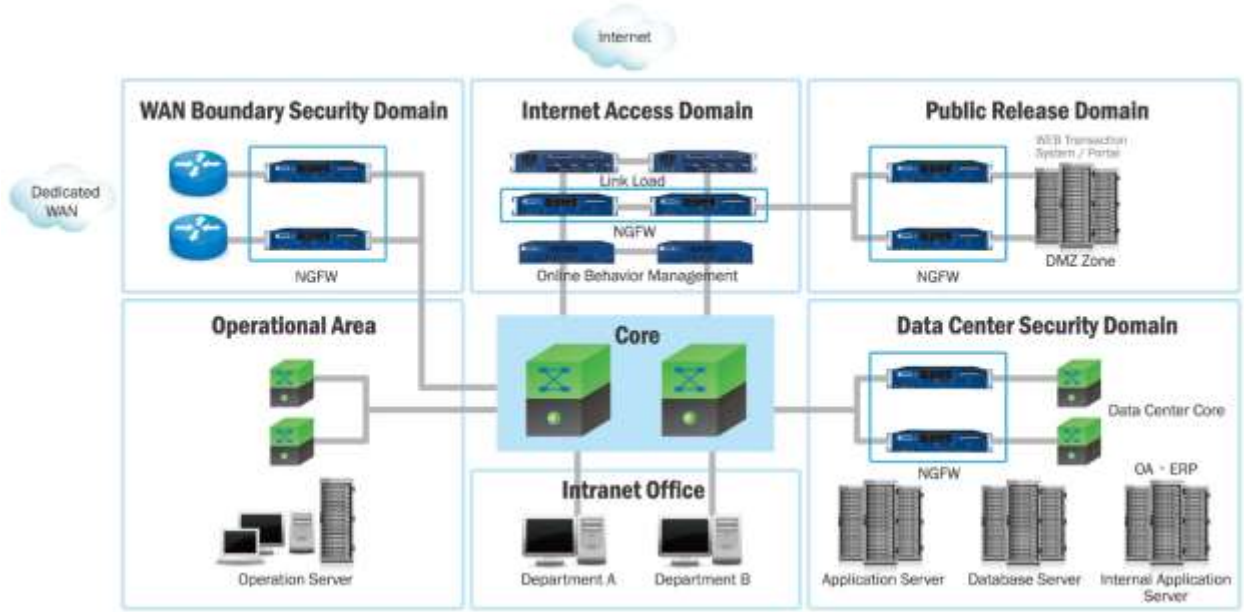 Internet
Dedicated
WAN
WAN Boundary Security Domain
NGFW
Internet Access Domain
Link Load
NGFW
Online Behavior Management
Public Release Domain
WEB Transaction
System / Portal
NGFW
DMZ Zone
Operational Area
Operation Server
Core
Intranet Office
Department A
Department B
Data Center Security Domain
Data Center Core
NGFW
OA · ERP
Application Server
Database Server
Internal Application
Server